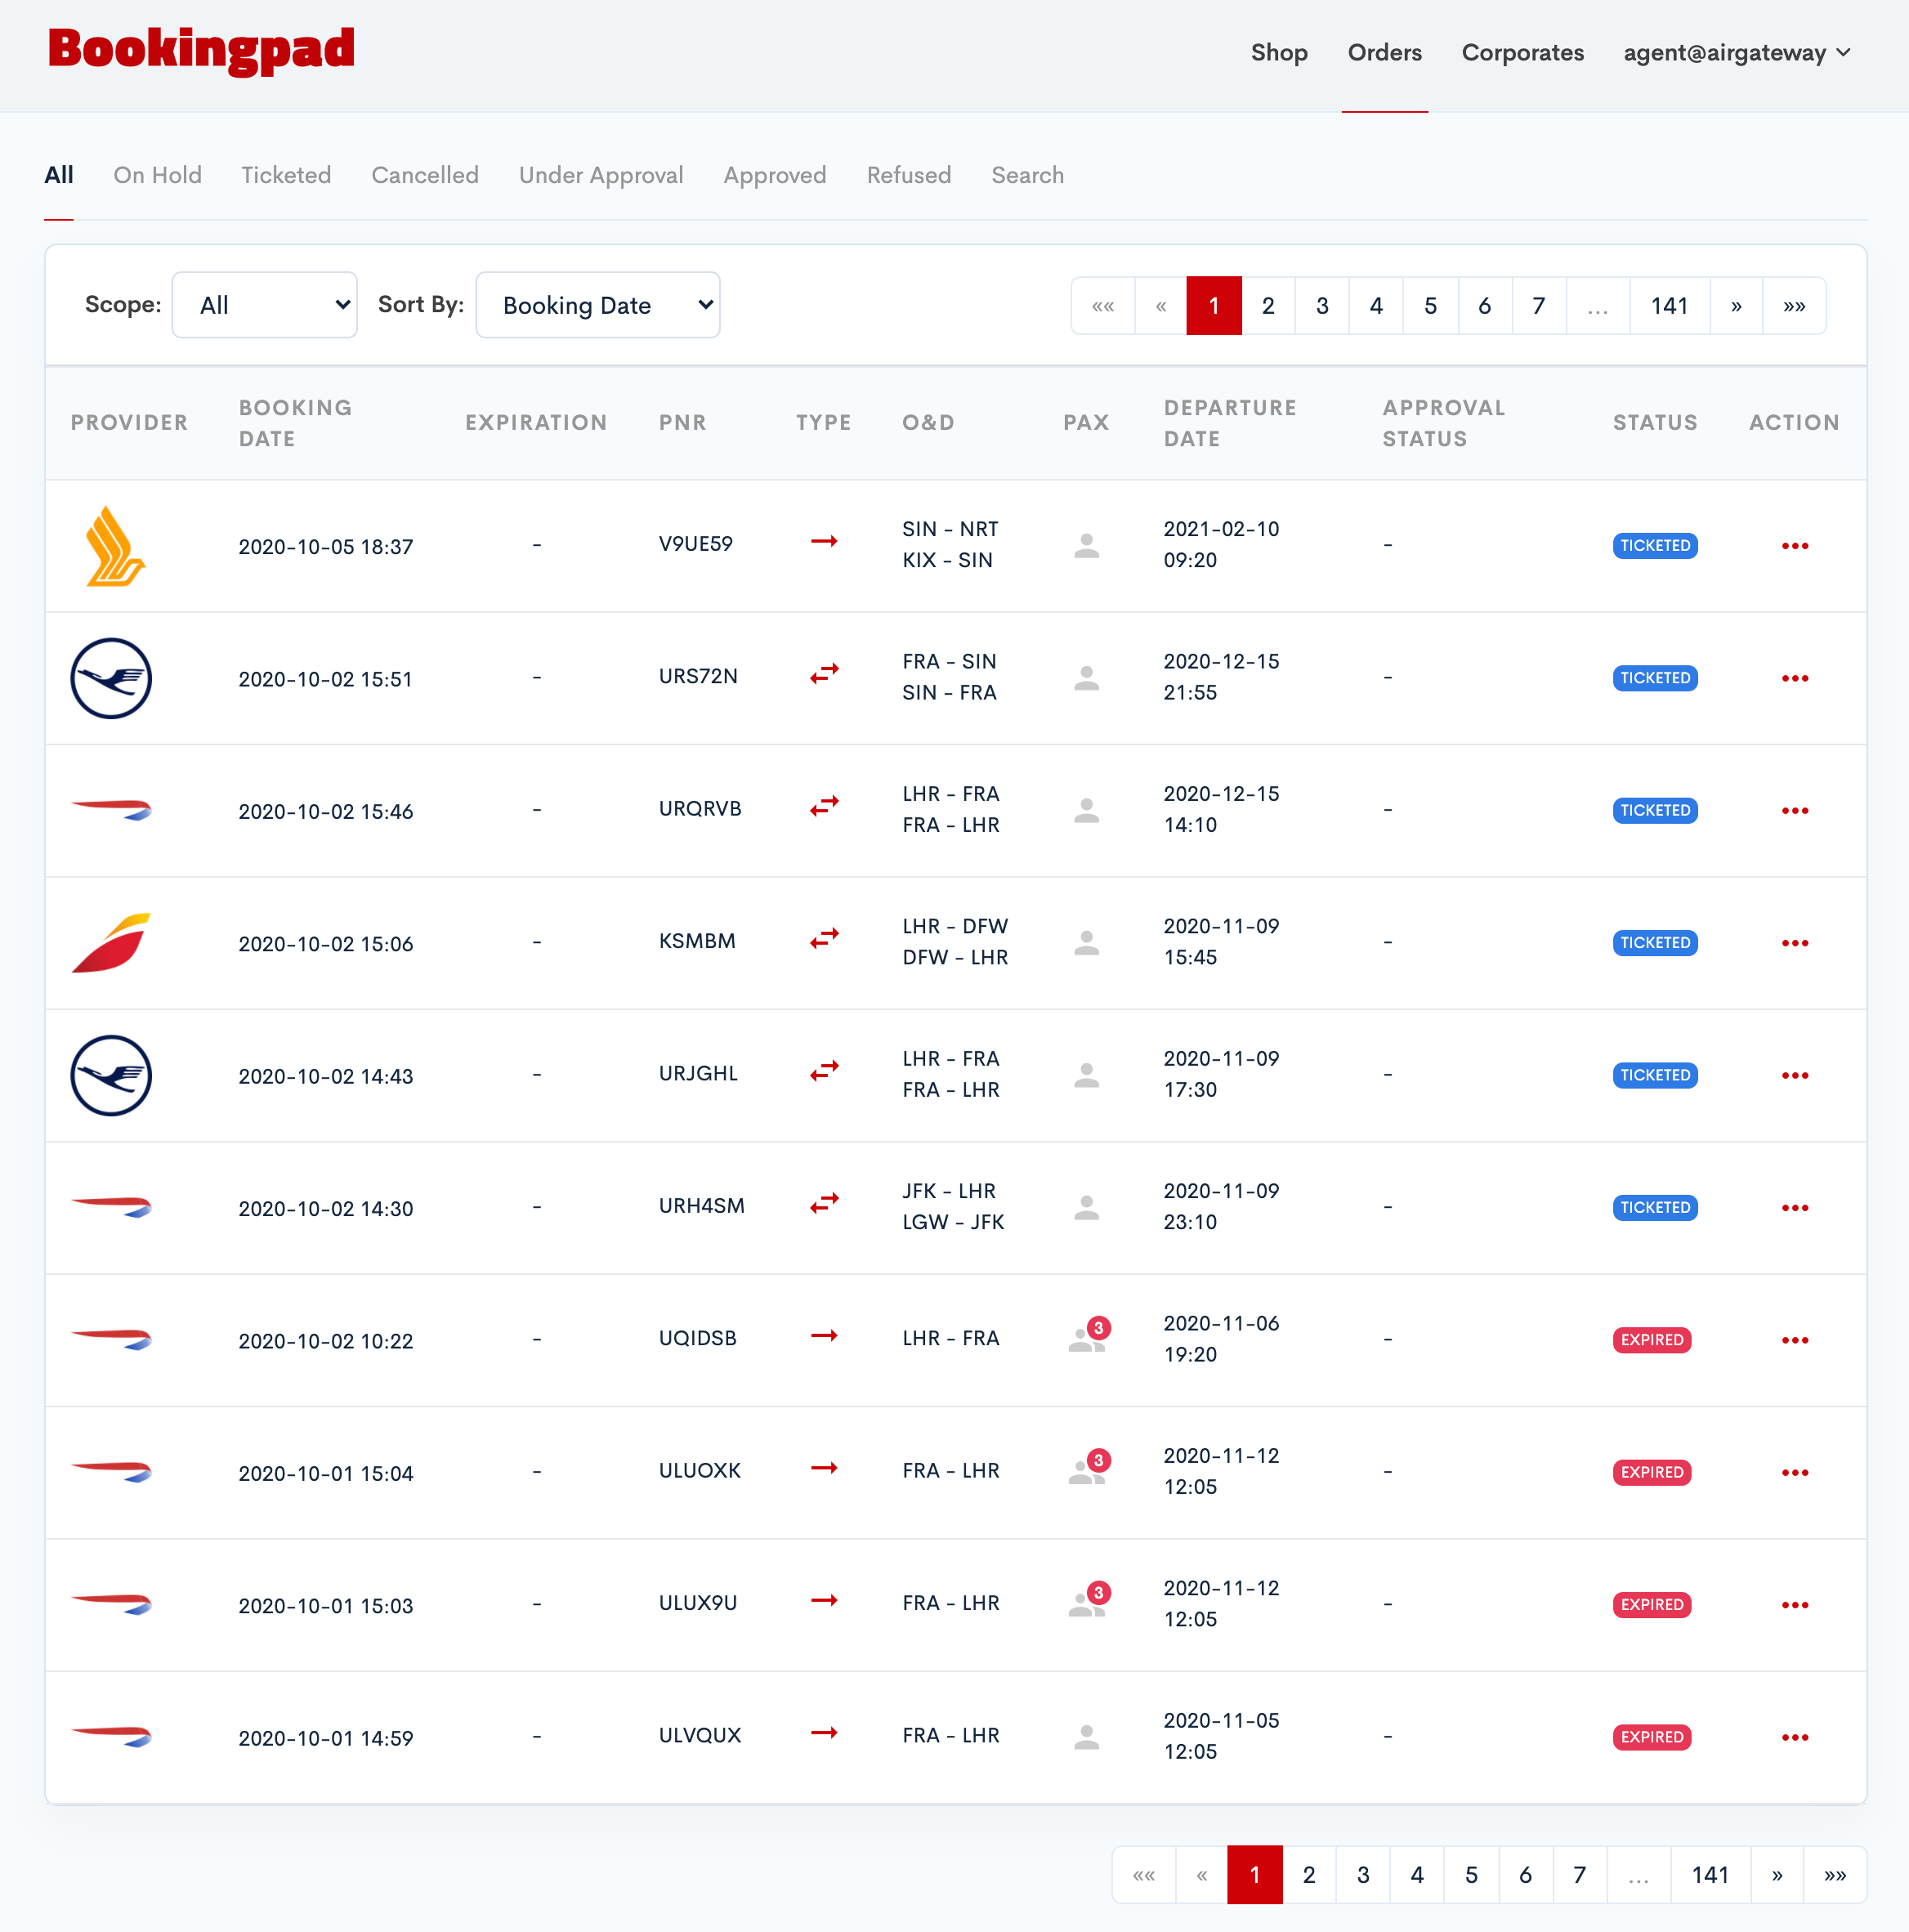 Bookingpad
Shop Orders Corporates agent@airgateway
All On Hold Ticketed Cancelled Under Approval Approved Refused Search
Scope: All Sort By: Booking Date «« « 1 2 3 4 5 6 7 ... 141 » »»
PROVIDER BOOKING DATE EXPIRATION PNR TYPE O&D PAX DEPARTURE DATE APPROVAL STATUS STATUS ACTION
2020-10-05 18:37 - V9UE59 SIN - NRT 2021-02-10 - TICKETED
KIX - SIN 09:20
2020-10-02 15:51 - URS72N FRA - SIN 2020-12-15 - TICKETED
SIN - FRA 21:55
2020-10-02 15:46 - URQRVB LHR - FRA 2020-12-15 - TICKETED
FRA - LHR 14:10
2020-10-02 15:06 - KSMBM LHR - DFW 2020-11-09 - TICKETED
DFW - LHR 15:45
2020-10-02 14:43 - URJGHL LHR - FRA 2020-11-09 - TICKETED
FRA - LHR 17:30
2020-10-02 14:30 - URH4SM JFK - LHR 2020-11-09 - TICKETED
LGW - JFK 23:10
2020-10-02 10:22 - UQIDSB LHR - FRA 3 2020-11-06 - EXPIRED
19:20
2020-10-01 15:04 - ULUOXK FRA - LHR 3 2020-11-12 - EXPIRED
12:05
2020-10-01 15:03 - ULUX9U FRA - LHR 3 2020-11-12 - EXPIRED
12:05
2020-10-01 14:59 - ULVQUX FRA - LHR 2020-11-05 - EXPIRED
12:05
«« « 1 2 3 4 5 6 7 ... 141 » »»